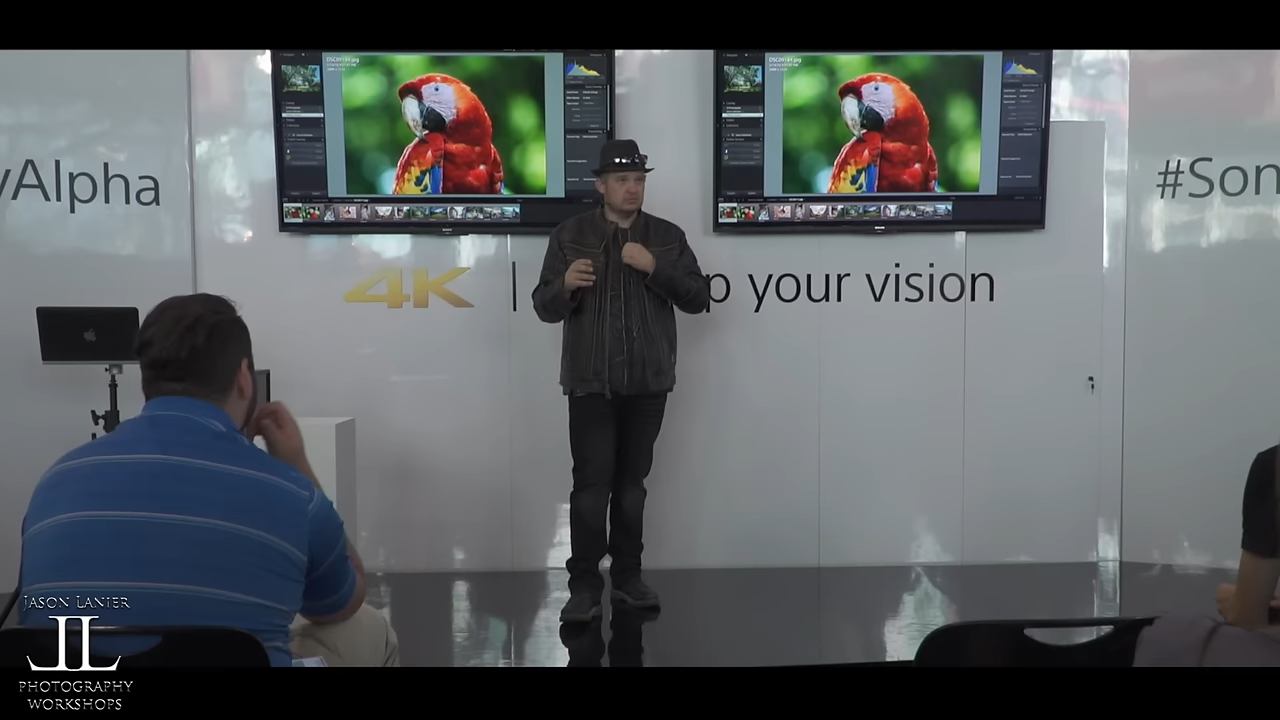 yAlpha
#Son
4K | p your vision
JASON LANIER
JL
PHOTOGRAPHY
WORKSHOPS